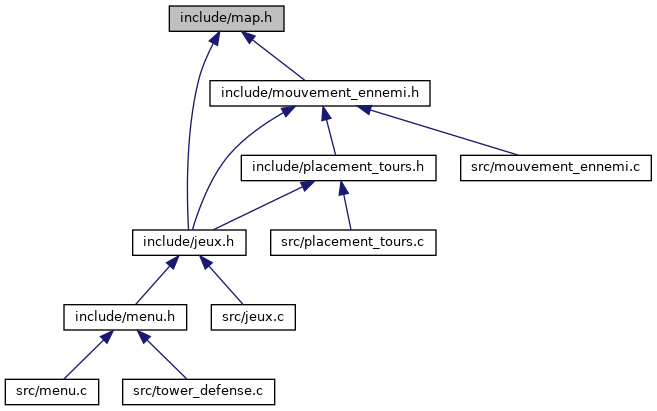 include/map.h
include/mouvement_ennemi.h
include/placement_tours.h
src/mouvement_ennemi.c
include/jeux.h
src/placement_tours.c
include/menu.h
src/jeux.c
src/menu.c
src/tower_defense.c